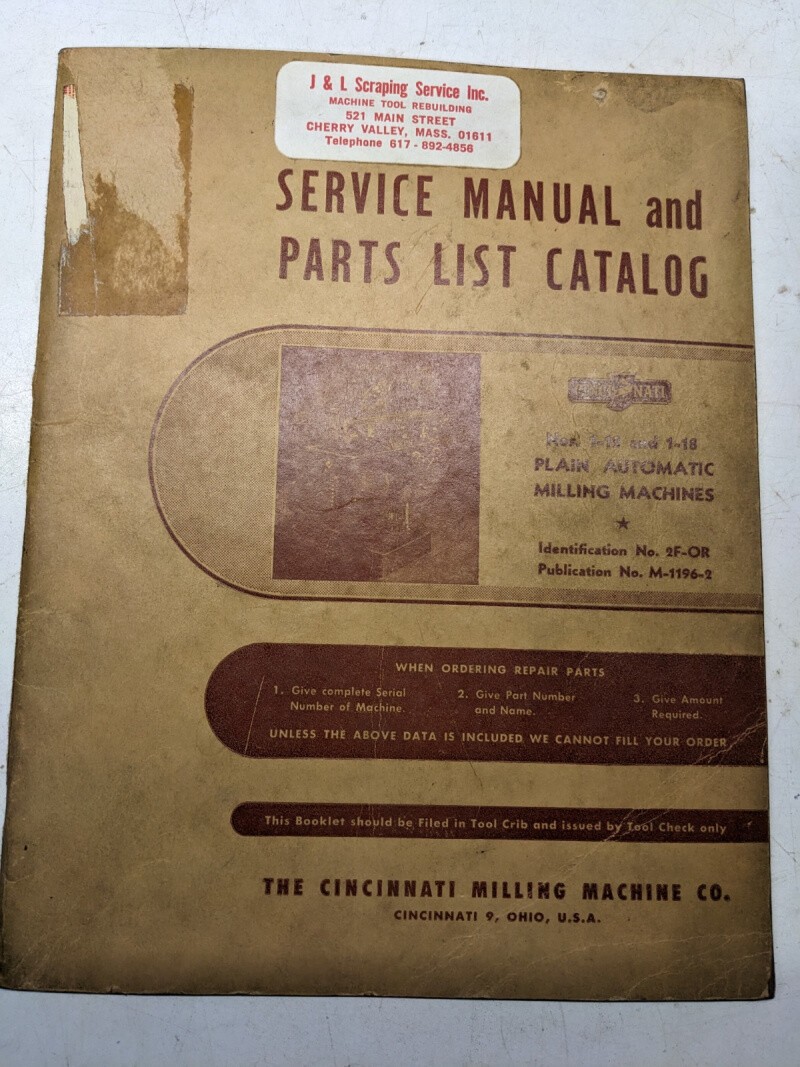 J & L Scraping Service Inc.
MACHINE TOOL REBUILDING
521 MAIN STREET
CHERRY VALLEY, MASS. 01611
Telephone 617 - 892-4856
SERVICE MANUAL and
PARTS LIST CATALOG
and 1-18
PLAIN AUTOMATIC
MILLING MACHINES
★
Identification No. 2F-OR
Publication No. M-1196-2
WHEN ORDERING REPAIR PARTS
1. Give complete Serial Number of Machine.
2. Give Part Number and Name.
3. Give Amount Required.
UNLESS THE ABOVE DATA IS INCLUDED WE CANNOT FILL YOUR ORDER
This Booklet should be Filed in Tool Crib and issued by Tool Check only
THE CINCINNATI MILLING MACHINE CO.
CINCINNATI 9, OHIO, U.S.A.